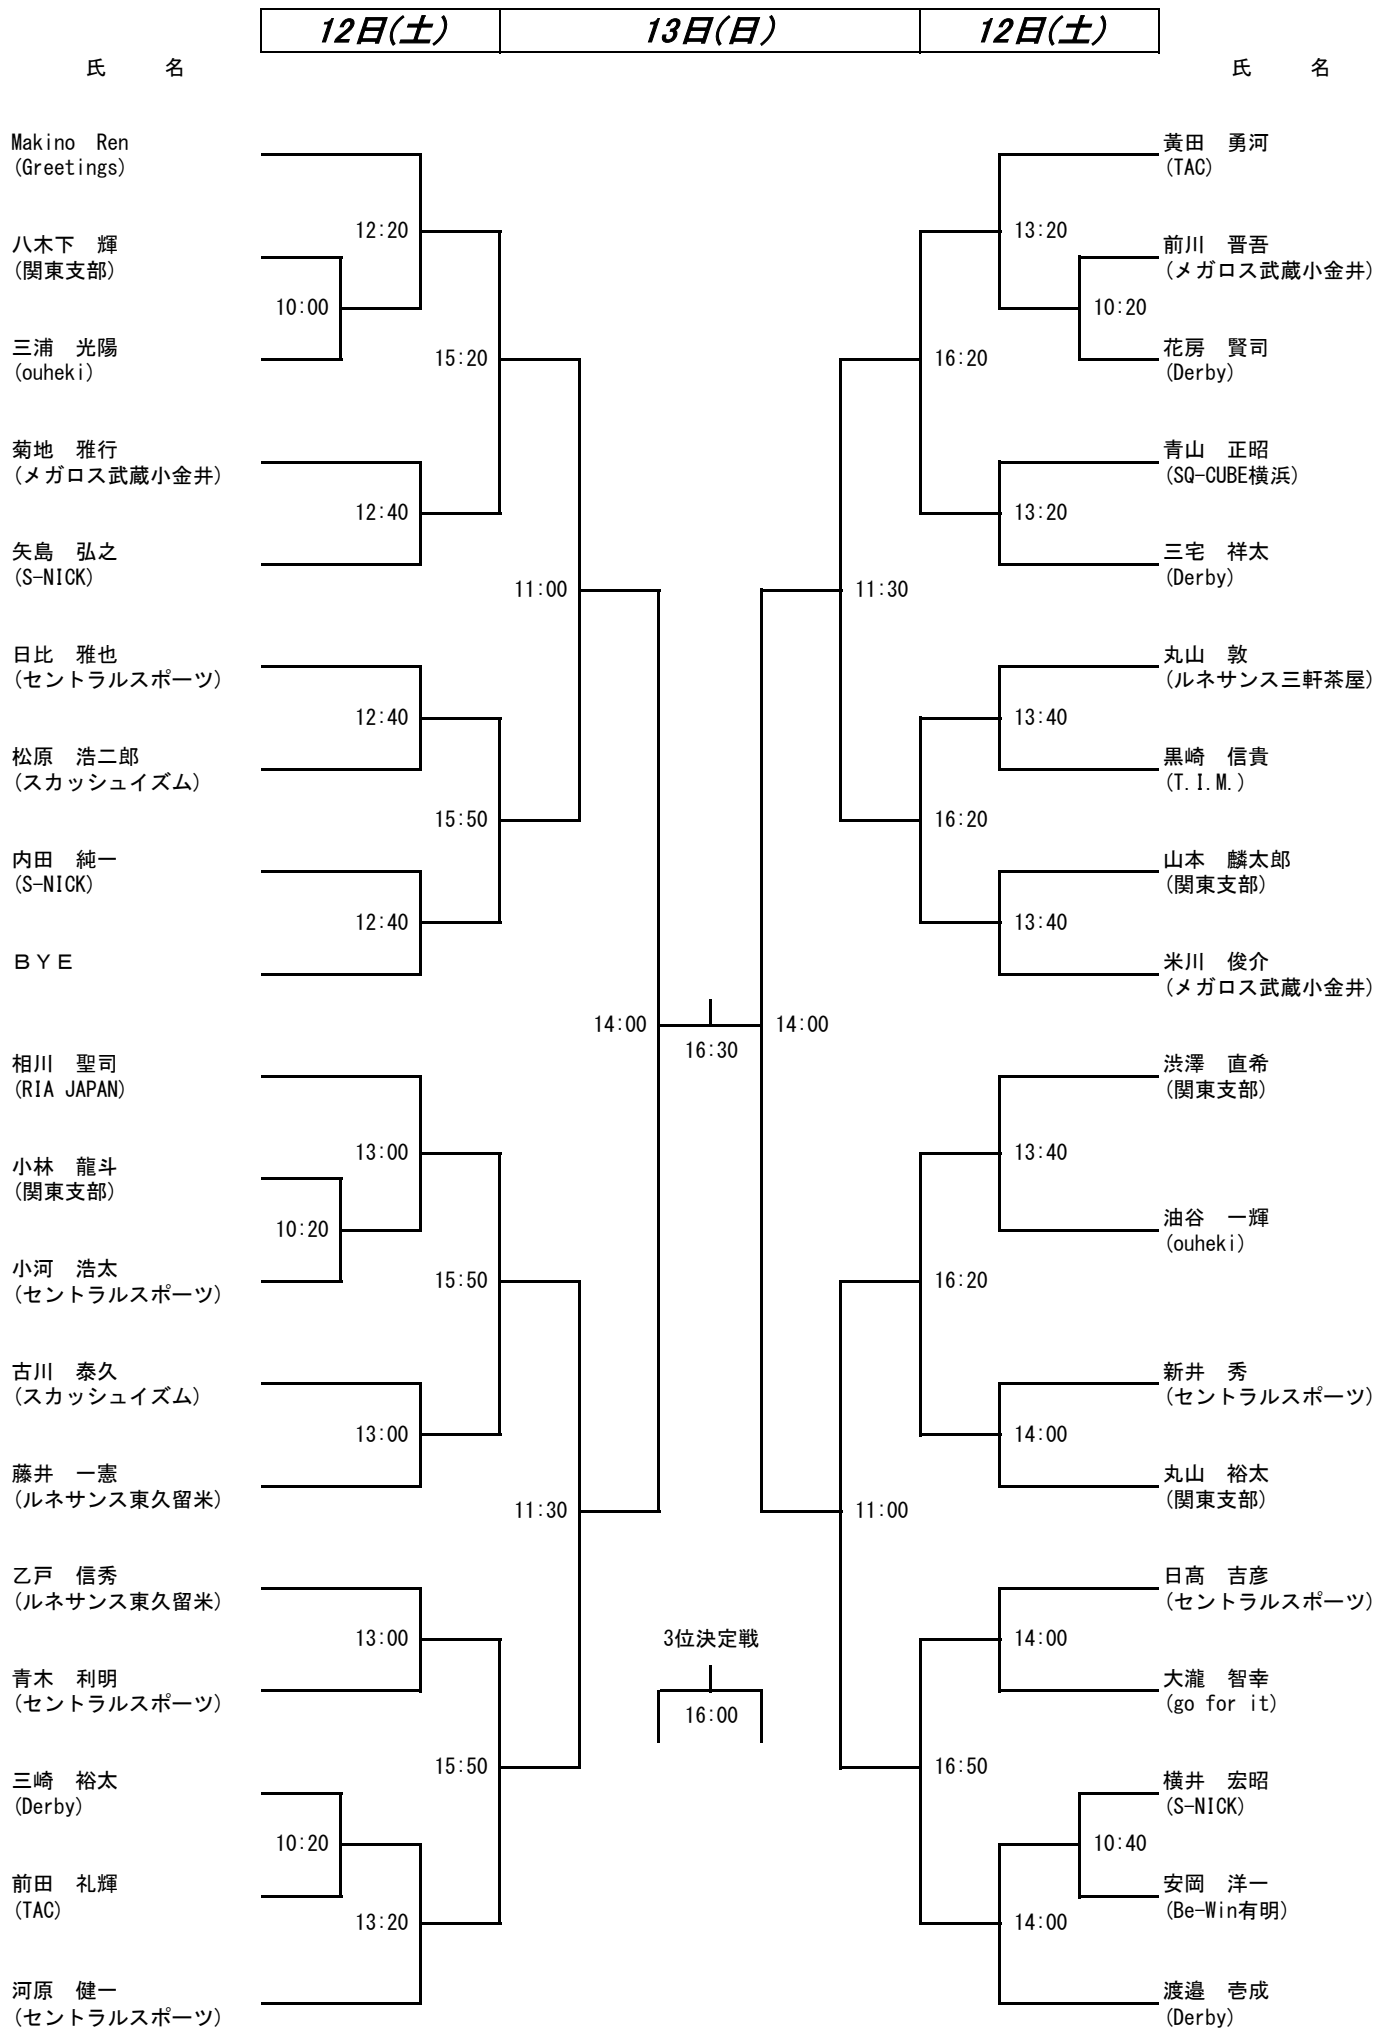 12日(土) 13日(日) 12日(土)
氏 名
氏 名
Makino Ren
(Greetings)
12:20
八木下 輝
(関東支部)
10:00
三浦 光陽
(ouheki)
15:20
菊地 雅行
(メガロス武蔵小金井)
12:40
矢島 弘之
(S-NICK)
11:00
日比 雅也
(セントラルスポーツ)
12:40
松原 浩二郎
(スカッシュイズム)
15:50
内田 純一
(S-NICK)
12:40
ＢＹＥ
14:00
相川 聖司
(RIA JAPAN)
13:00
小林 龍斗
(関東支部)
10:20
小河 浩太
(セントラルスポーツ)
15:50
古川 泰久
(スカッシュイズム)
13:00
藤井 一憲
(ルネサンス東久留米)
11:30
乙戸 信秀
(ルネサンス東久留米)
13:00
青木 利明
(セントラルスポーツ)
15:50
三崎 裕太
(Derby)
10:20
前田 礼輝
(TAC)
13:20
河原 健一
(セントラルスポーツ)
16:30
3位決定戦
16:00
黃田 勇河
(TAC)
13:20
前川 晋吾
(メガロス武蔵小金井)
10:20
花房 賢司
(Derby)
16:20
青山 正昭
(SQ-CUBE横浜)
13:20
三宅 祥太
(Derby)
11:30
丸山 敦
(ルネサンス三軒茶屋)
13:40
黒崎 信貴
(T.I.M.)
16:20
山本 麟太郎
(関東支部)
13:40
米川 俊介
(メガロス武蔵小金井)
14:00
渋澤 直希
(関東支部)
13:40
油谷 一輝
(ouheki)
16:20
新井 秀
(セントラルスポーツ)
14:00
丸山 裕太
(関東支部)
11:00
日髙 吉彦
(セントラルスポーツ)
14:00
大瀧 智幸
(go for it)
16:50
横井 宏昭
(S-NICK)
10:40
安岡 洋一
(Be-Win有明)
14:00
渡邉 壱成
(Derby)